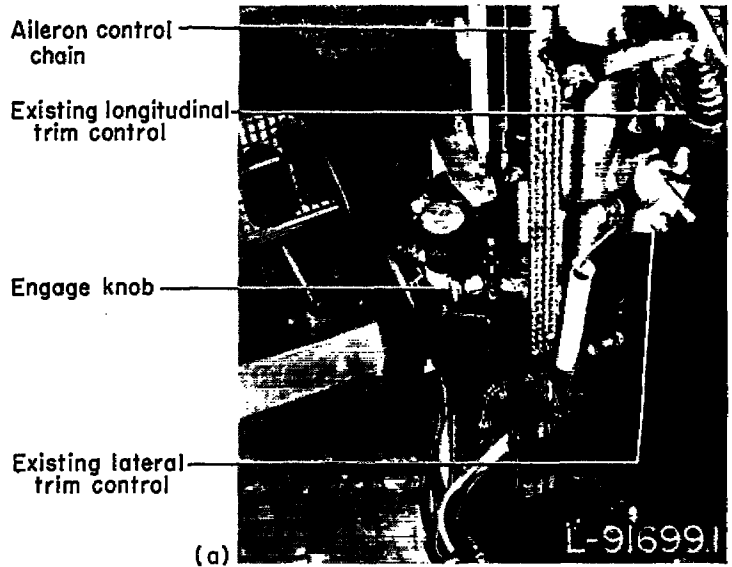 Aileron control
chain
Existing longitudinal
trim control
Engage knob
Existing lateral
trim control
(a)
L-91699.1